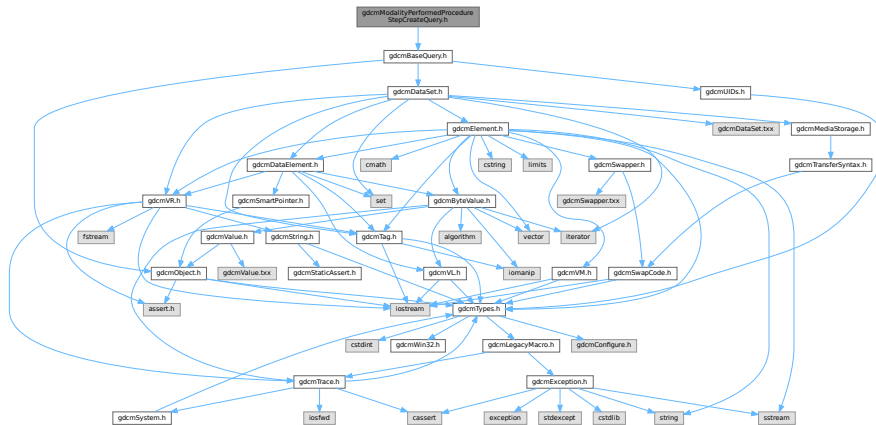 gdcmModalityPerformedProcedure
StepCreateQuery.h
gdcmBaseQuery.h
gdcmDataSet.h
gdcmUIDs.h
gdcmElement.h
gdcmDataSet.txx
gdcmMediaStorage.h
gdcmDataElement.h
cmath
cstring
limits
gdcmSwapper.h
gdcmTransferSyntax.h
gdcmVR.h
gdcmSmartPointer.h
set
gdcmByteValue.h
gdcmSwapper.txx
fstream
gdcmValue.h
gdcmString.h
gdcmTag.h
algorithm
vector
iterator
gdcmObject.h
gdcmValue.txx
gdcmStaticAssert.h
gdcmVL.h
iomanip
gdcmVM.h
gdcmSwapCode.h
assert.h
iostream
gdcmTypes.h
cstdint
gdcmWin32.h
gdcmLegacyMacro.h
gdcmConfigure.h
gdcmTrace.h
gdcmException.h
gdcmSystem.h
iosfwd
cassert
exception
stdexcept
cstdlib
string
sstream